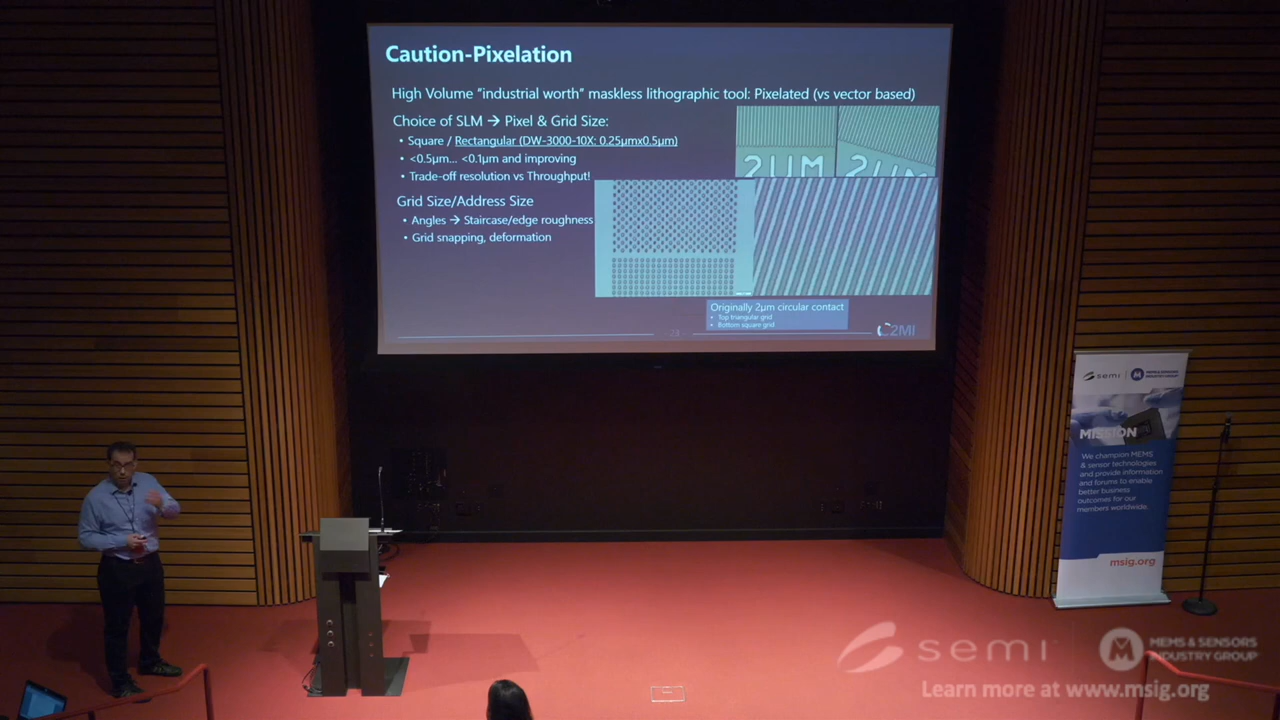 Caution-Pixelation
High Volume "industrial worth" maskless lithographic tool: Pixelated (vs vector based)
Choice of SLM → Pixel & Grid Size:
• Square / Rectangular (DW-3000-10X: 0.25µmx0.5µm)
• <0.5µm... <0.1µm and improving
• Trade-off resolution vs Throughput!
Grid Size/Address Size
• Angles → Staircase/edge roughness
• Grid snapping, deformation
2UM
2UM
Originally 2µm circular contact
• Top triangular grid
• Bottom square grid
23
C2MI
semi
MEMS & SENSORS
INDUSTRY GROUP
MISSION
We champion MEMS
& sensor technologies
and provide information
and forums to enable
better business
outcomes for our
members worldwide.
msig.org
semi
MEMS & SENSORS
INDUSTRY GROUP
Learn more at www.msig.org